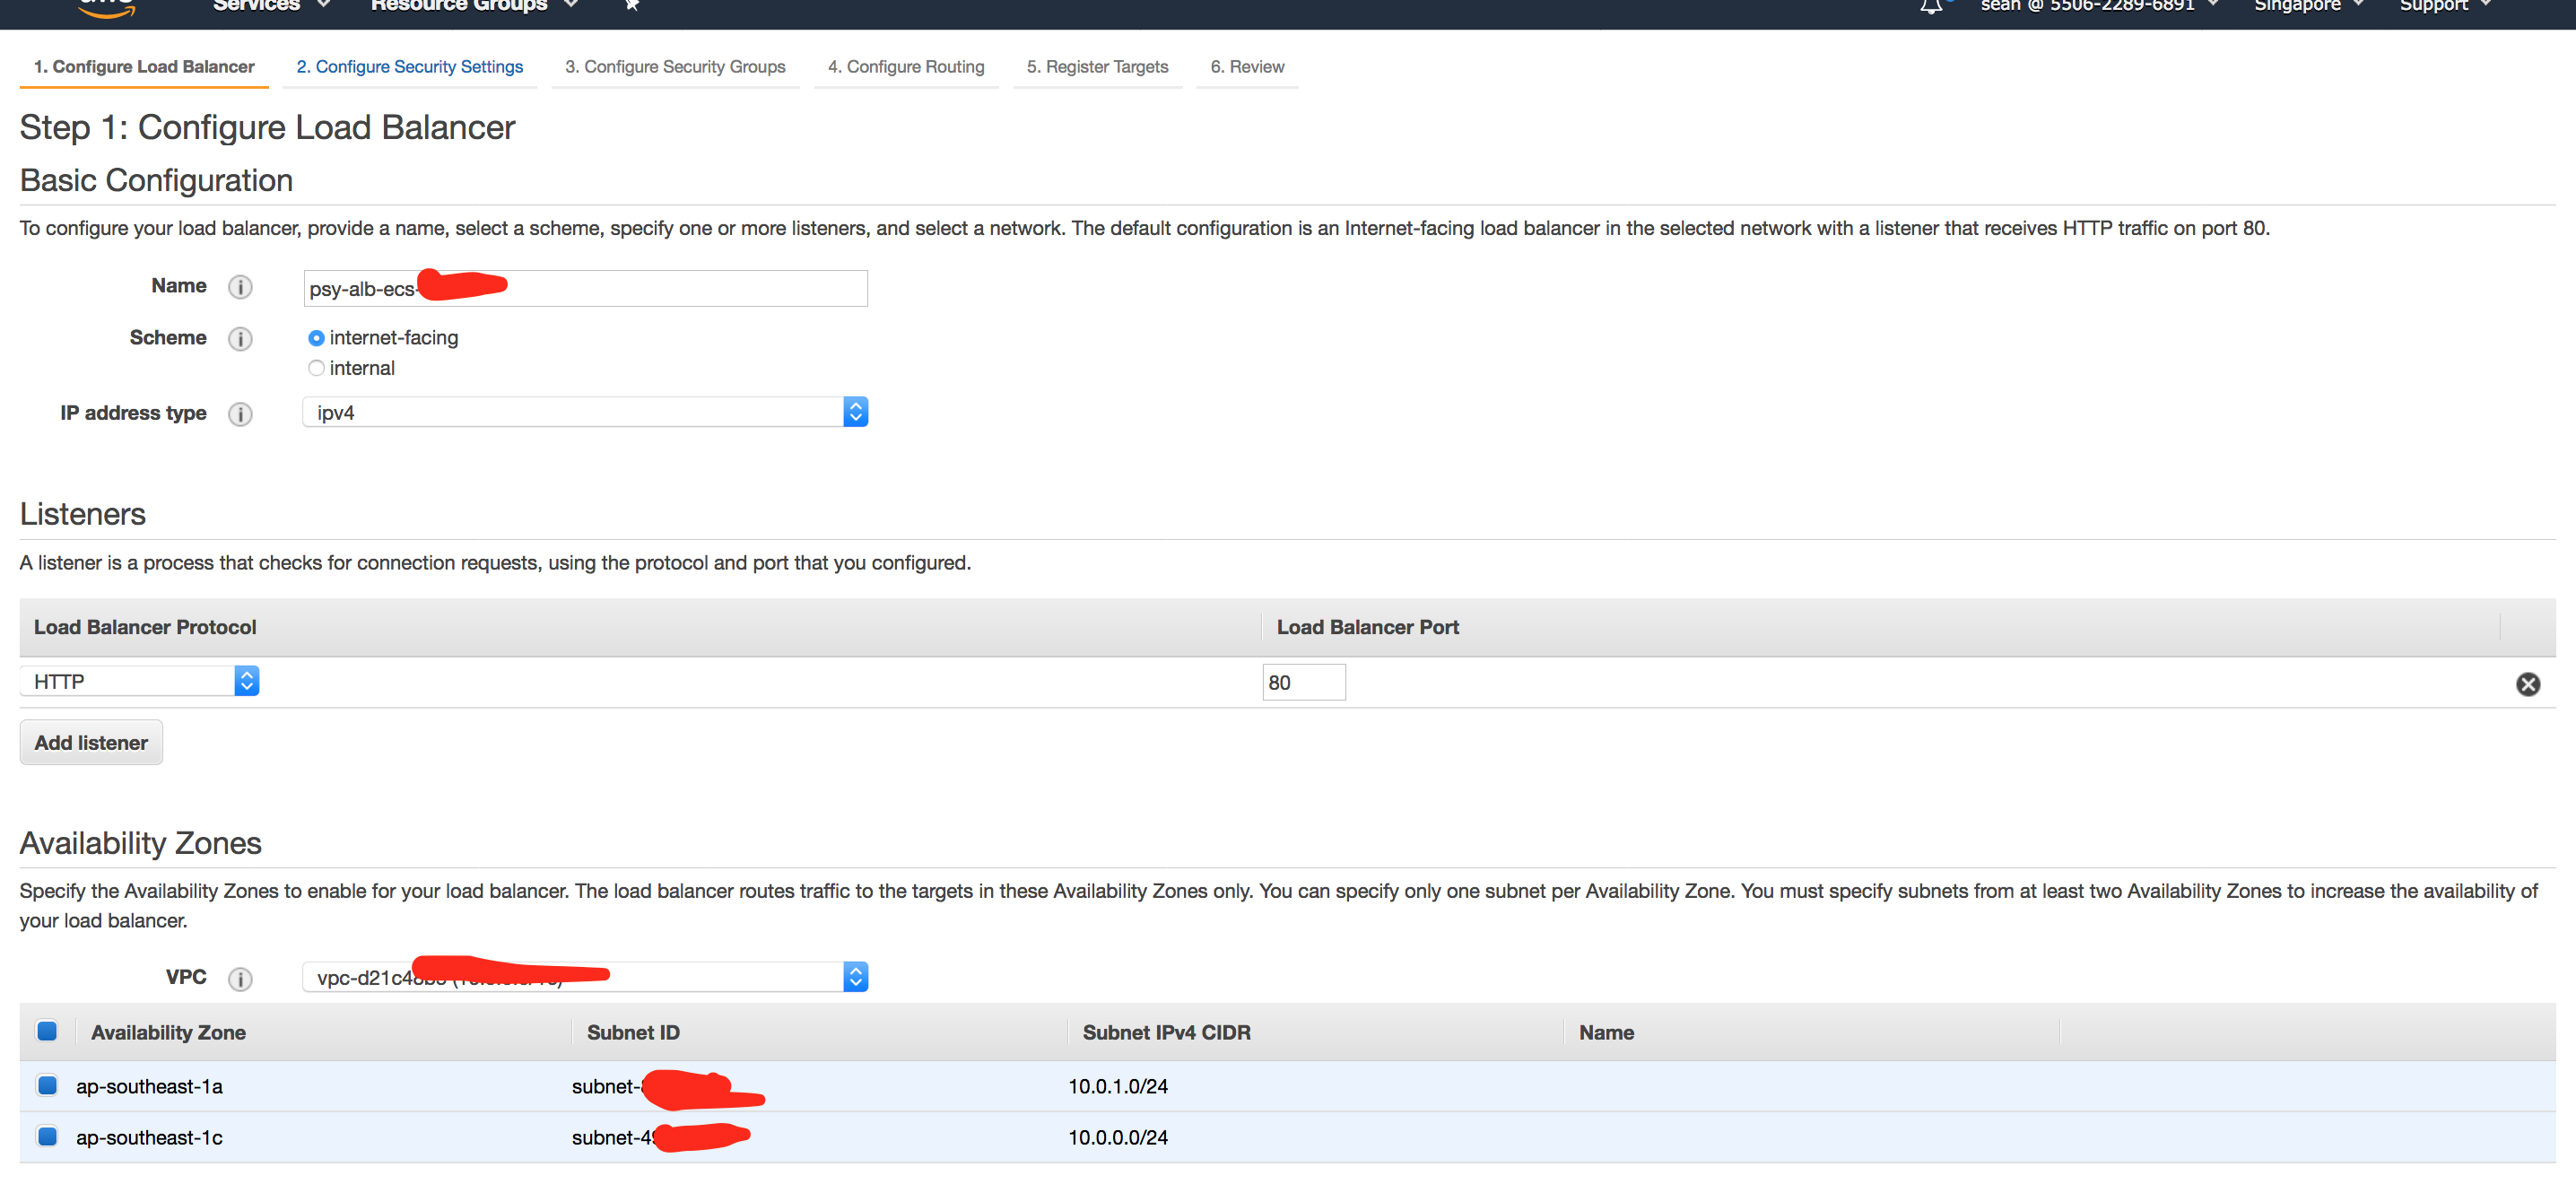 Services Resource Groups sean @ 5506-2289-6891 Singapore Support
1. Configure Load Balancer 2. Configure Security Settings 3. Configure Security Groups 4. Configure Routing 5. Register Targets 6. Review
Step 1: Configure Load Balancer
Basic Configuration
To configure your load balancer, provide a name, select a scheme, specify one or more listeners, and select a network. The default configuration is an Internet-facing load balancer in the selected network with a listener that receives HTTP traffic on port 80.
Name i psy-alb-ecs-
Scheme i internet-facing
internal
IP address type i ipv4
Listeners
A listener is a process that checks for connection requests, using the protocol and port that you configured.
Load Balancer Protocol Load Balancer Port
HTTP 80
Add listener
Availability Zones
Specify the Availability Zones to enable for your load balancer. The load balancer routes traffic to the targets in these Availability Zones only. You can specify only one subnet per Availability Zone. You must specify subnets from at least two Availability Zones to increase the availability of
your load balancer.
VPC i vpc-d21c4
Availability Zone Subnet ID Subnet IPv4 CIDR Name
ap-southeast-1a subnet- 10.0.1.0/24
ap-southeast-1c subnet-49 10.0.0.0/24